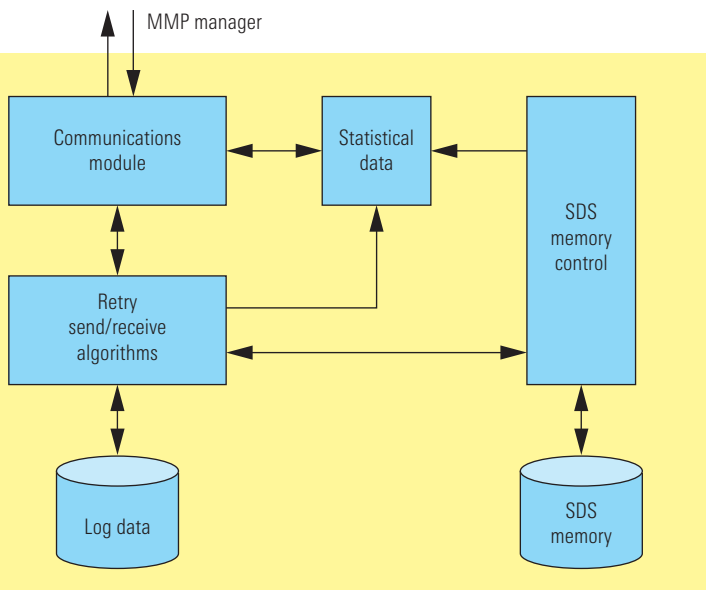 MMP manager
Communications
module
Statistical
data
SDS
memory
control
Retry
send/receive
algorithms
Log data
SDS
memory